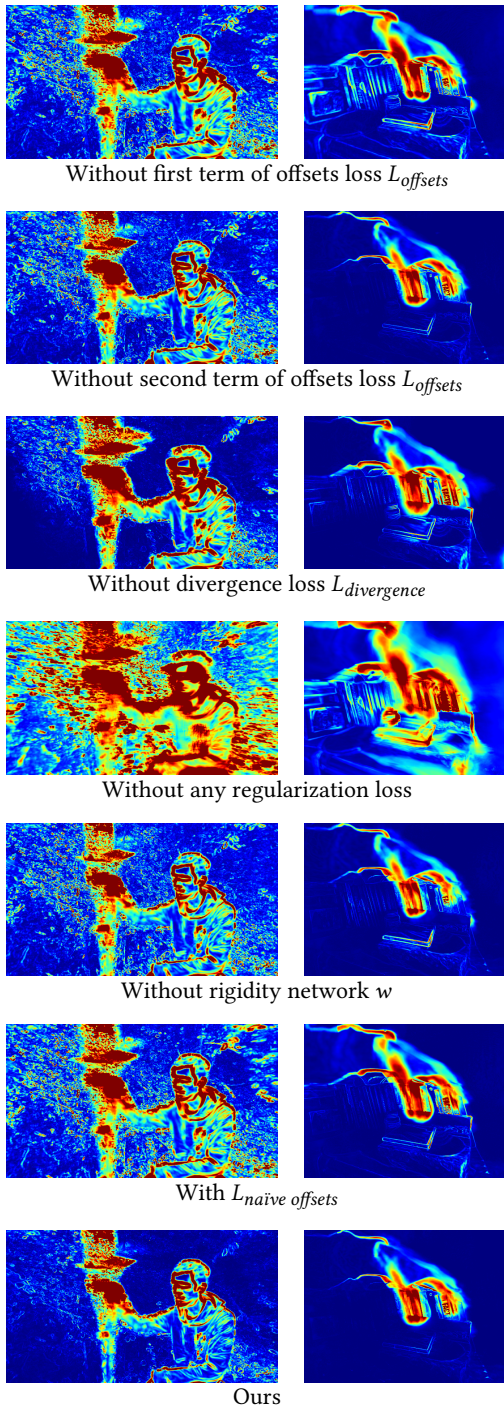 Without first term of offsets loss L_offsets
Without second term of offsets loss L_offsets
Without divergence loss L_divergence
Without any regularization loss
Without rigidity network w
With L_naïve offsets
Ours